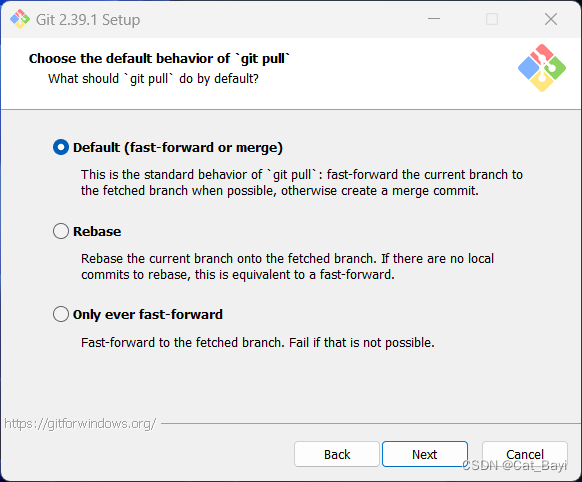 Git 2.39.1 Setup
Choose the default behavior of `git pull`
What should `git pull` do by default?
Default (fast-forward or merge)
This is the standard behavior of `git pull`: fast-forward the current branch to
the fetched branch when possible, otherwise create a merge commit.
Rebase
Rebase the current branch onto the fetched branch. If there are no local
commits to rebase, this is equivalent to a fast-forward.
Only ever fast-forward
Fast-forward to the fetched branch. Fail if that is not possible.
https://gitforwindows.org/
Back
Next
Cancel
CSDN @Cat_Bayi